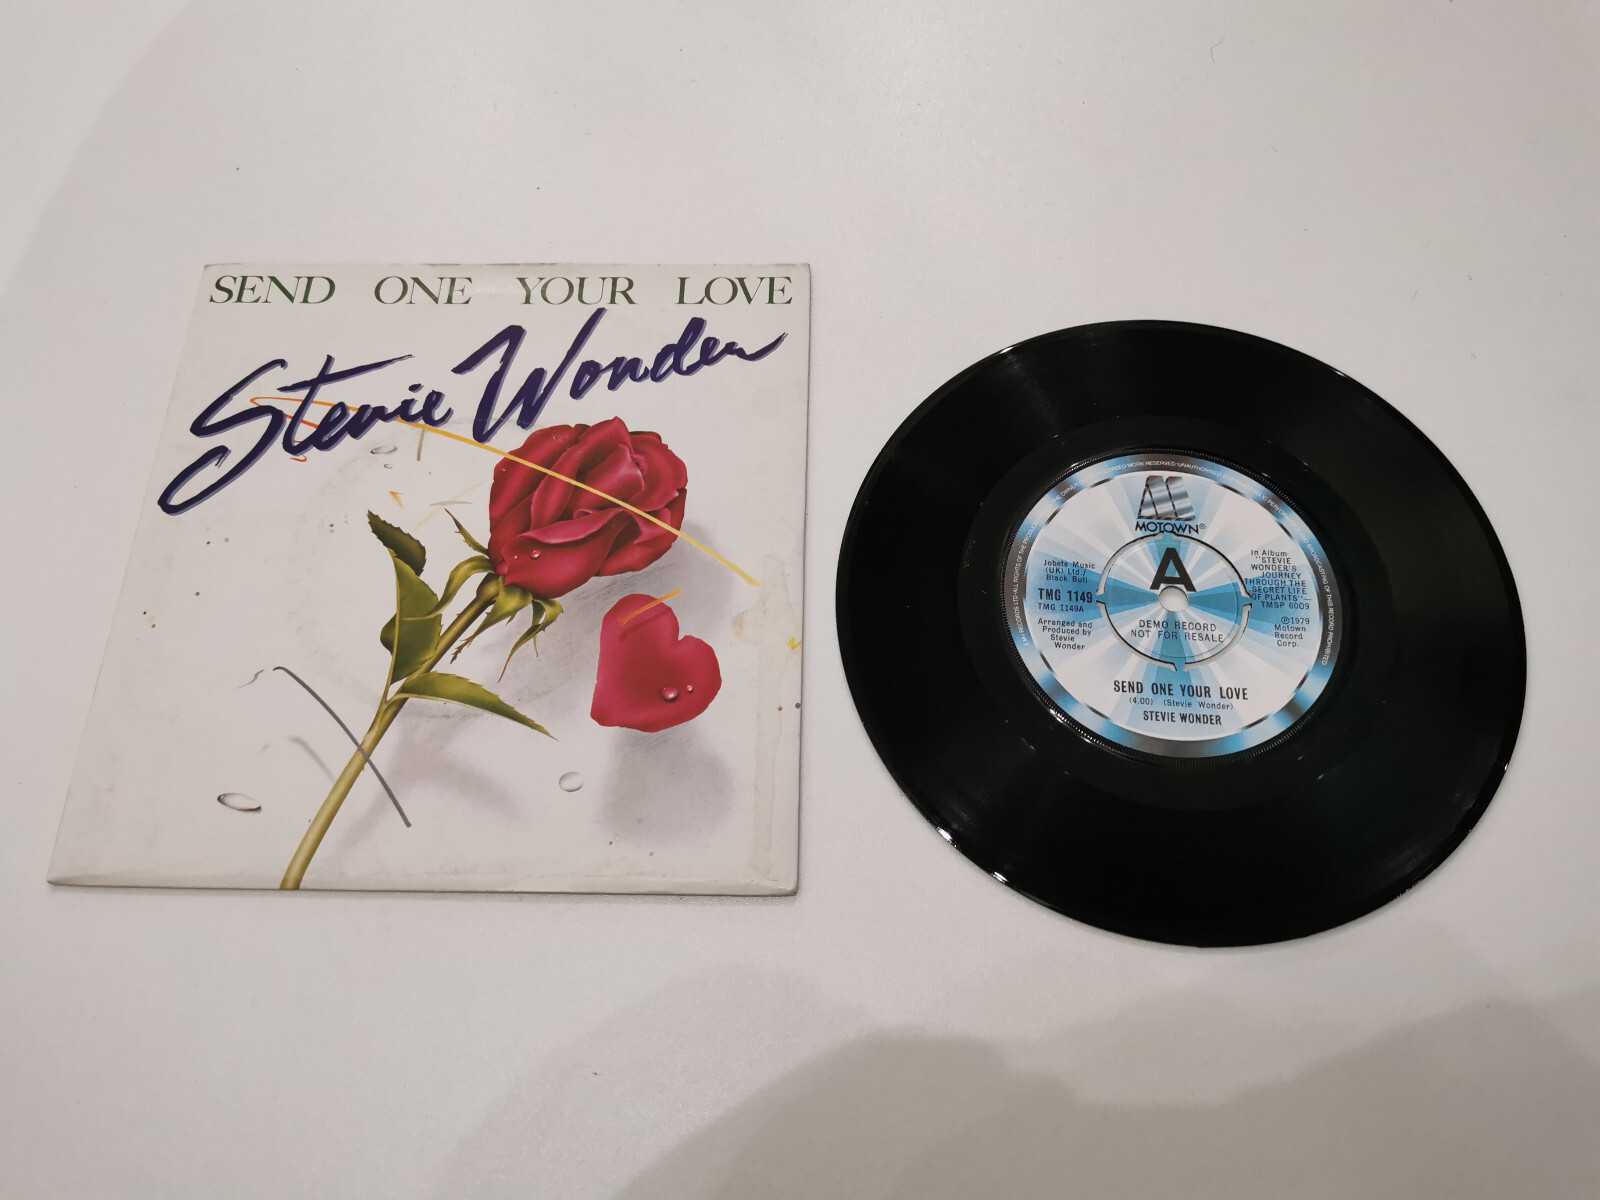 SEND ONE YOUR LOVE
Stevie Wonder
MOTOWN®
A
Jobete Music
(UK) Ltd./
Black Bull
TMG 1149
TMG 1149A
Arranged and
Produced by
Stevie
Wonder
In Album
"STEVIE
WONDER'S
JOURNEY
THROUGH THE
SECRET LIFE
OF PLANTS"—
TMSP 6009
℗1979
Motown
Record
Corp.
DEMO RECORD
NOT FOR RESALE
SEND ONE YOUR LOVE
(4.00) (Stevie Wonder)
STEVIE WONDER